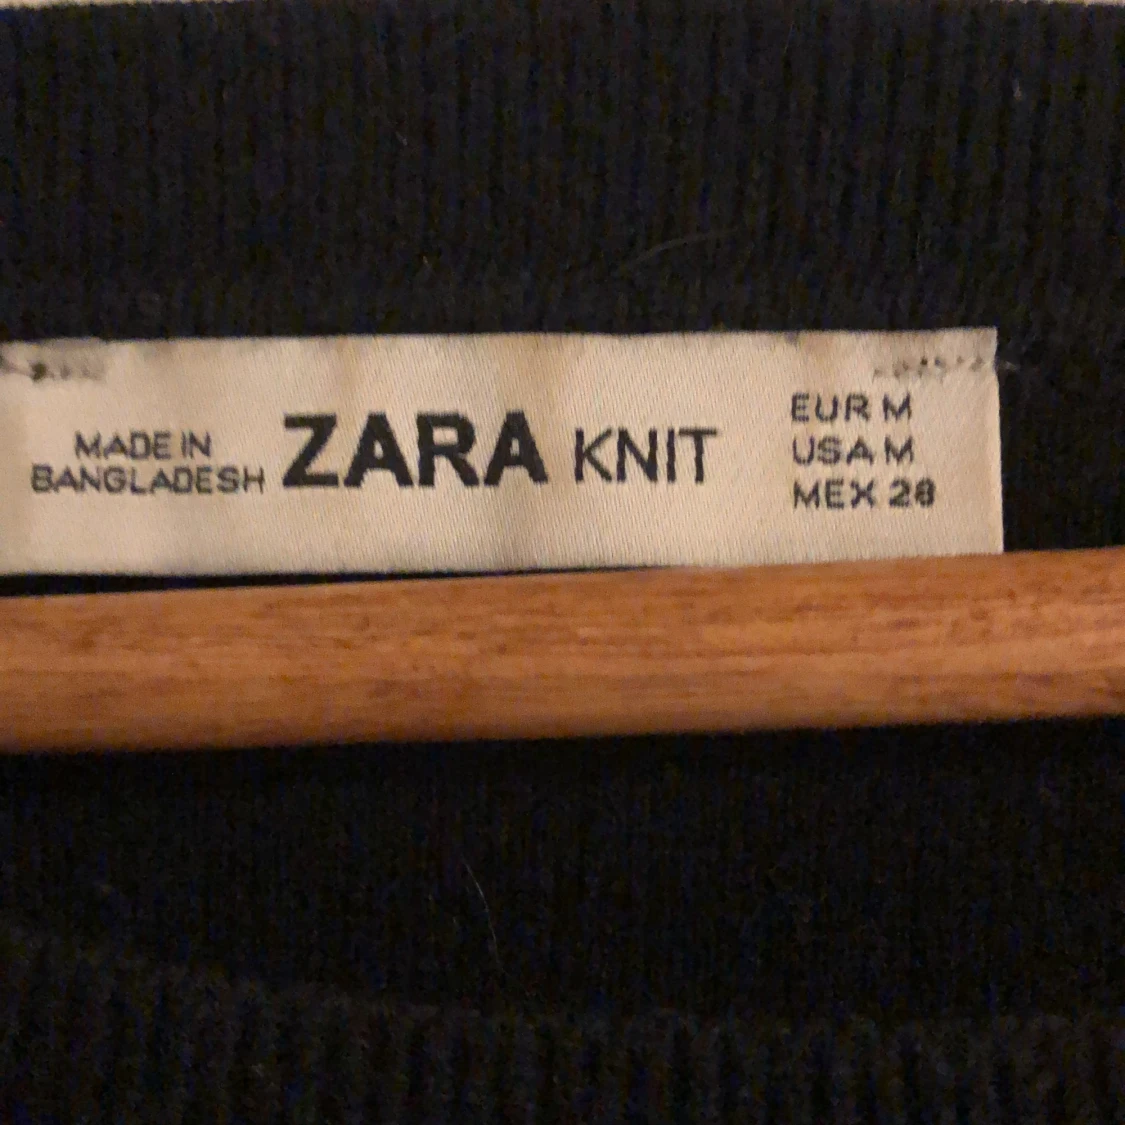 MADE IN
BANGLADESH
ZARA KNIT
EUR M
USA M
MEX 28